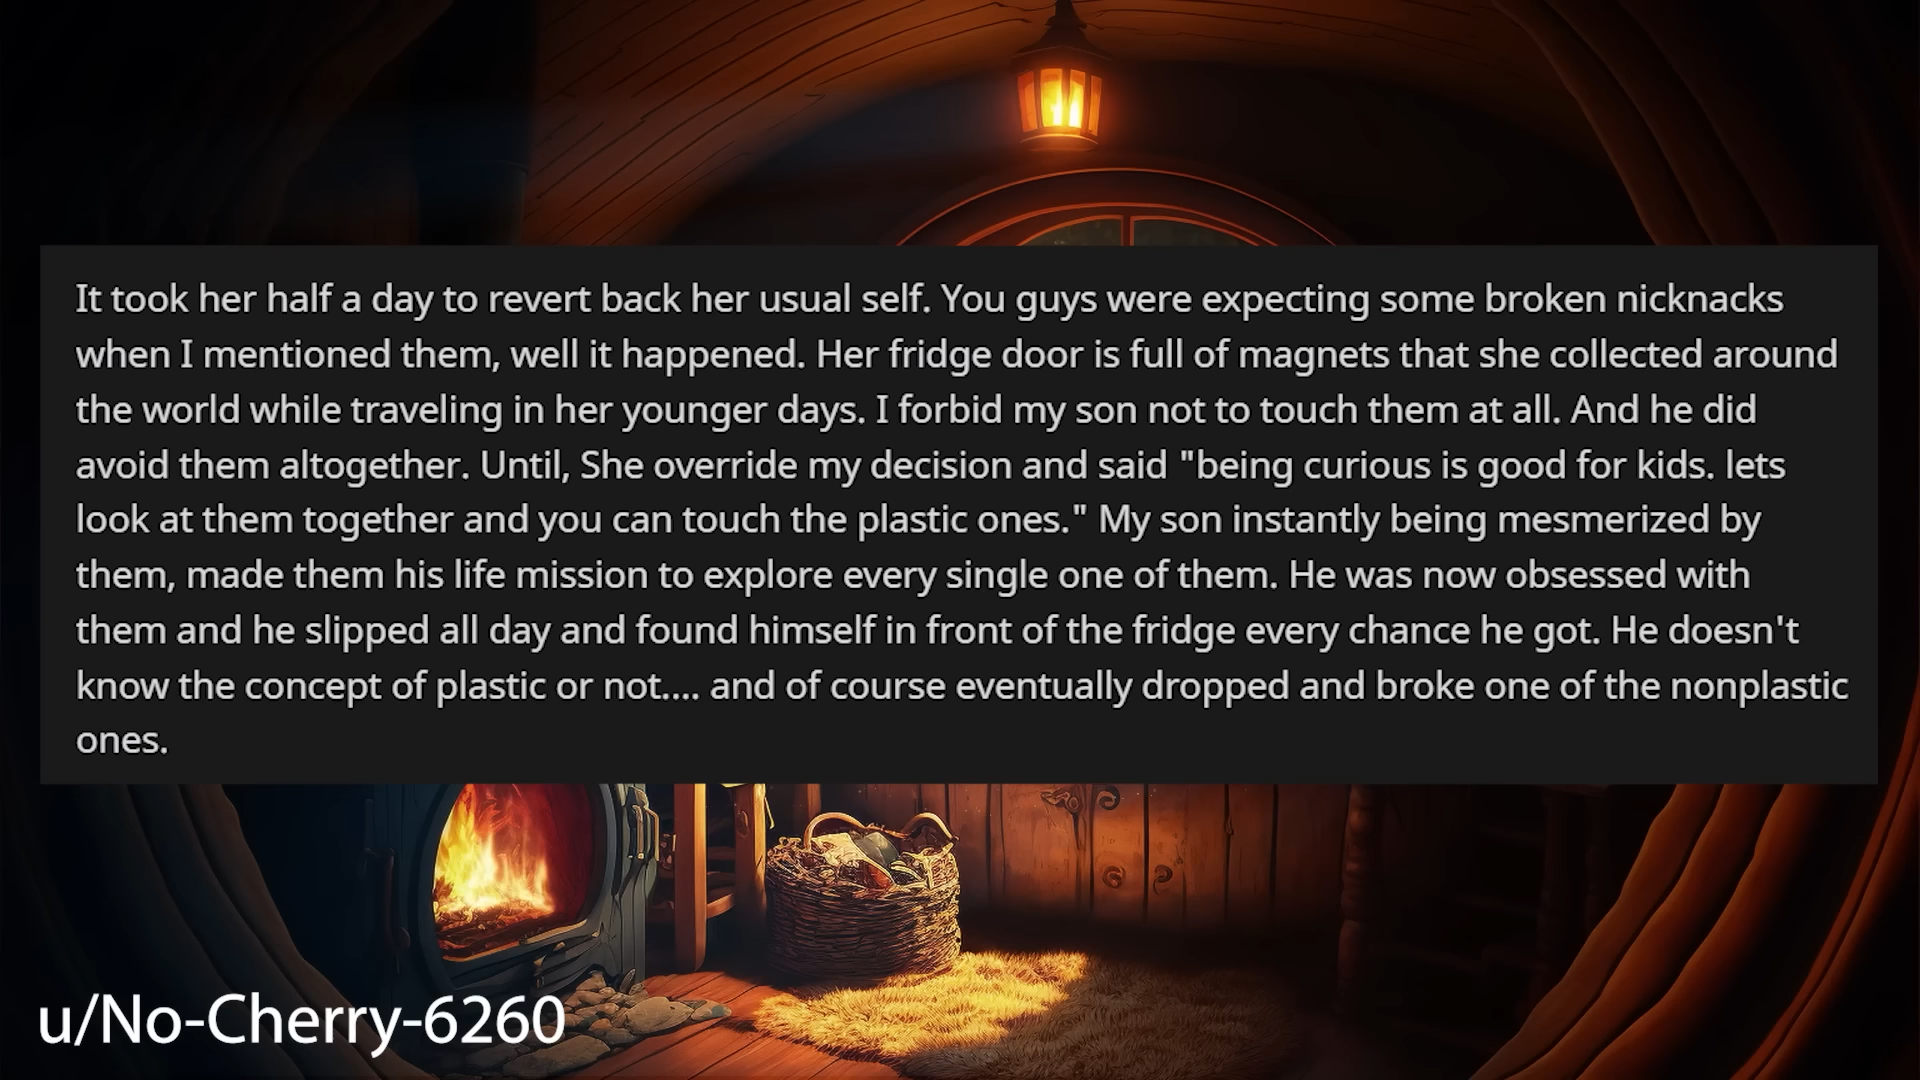 It took her half a day to revert back her usual self. You guys were expecting some broken nicknacks
when I mentioned them, well it happened. Her fridge door is full of magnets that she collected around
the world while traveling in her younger days. I forbid my son not to touch them at all. And he did
avoid them altogether. Until, She override my decision and said "being curious is good for kids. lets
look at them together and you can touch the plastic ones." My son instantly being mesmerized by
them, made them his life mission to explore every single one of them. He was now obsessed with
them and he slipped all day and found himself in front of the fridge every chance he got. He doesn't
know the concept of plastic or not.... and of course eventually dropped and broke one of the nonplastic
ones.
u/No-Cherry-6260